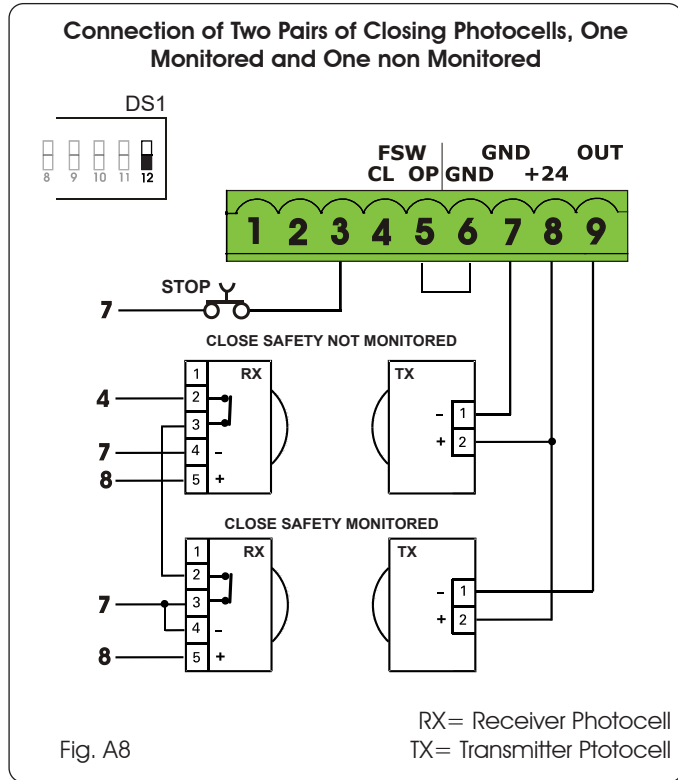 Connection of Two Pairs of Closing Photocells, One
Monitored and One non Monitored
DS1
8 9 10 11 12
FSW GND OUT
CL OP GND +24
1 2 3 4 5 6 7 8 9
STOP
7
CLOSE SAFETY NOT MONITORED
1 RX TX
4 2
3 - 1
7 4 - + 2
8 5 +
CLOSE SAFETY MONITORED
1 RX TX
2
7 3 - 1
4 - + 2
8 5 +
RX= Receiver Photocell
Fig. A8 TX= Transmitter Ptotocell